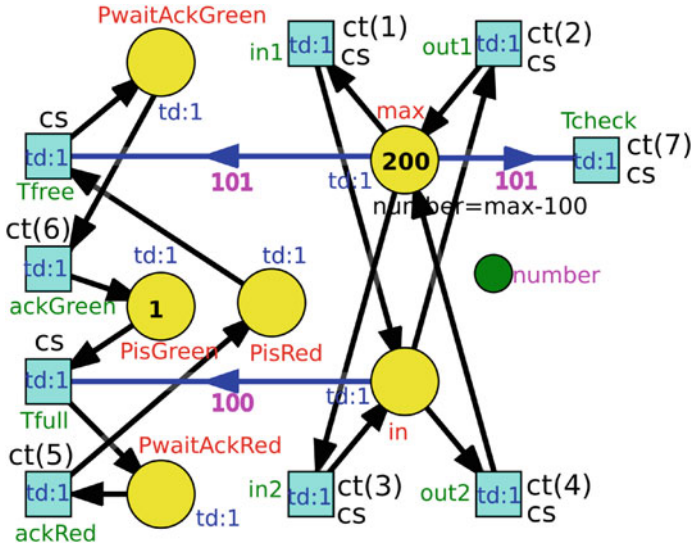 PwaitAckGreen
td:1
cs
td:1
Tfree
101
ct(6)
td:1
ackGreen
td:1
1
PisGreen
td:1
PisRed
cs
td:1
Tfull
100
PwaitAckRed
td:1
ct(5)
td:1
ackRed
in1
td:1
ct(1)
cs
out1
td:1
ct(2)
cs
max
200
td:1
number=max-100
101
Tcheck
td:1
ct(7)
cs
number
td:1
in
in2
td:1
ct(3)
cs
out2
td:1
ct(4)
cs